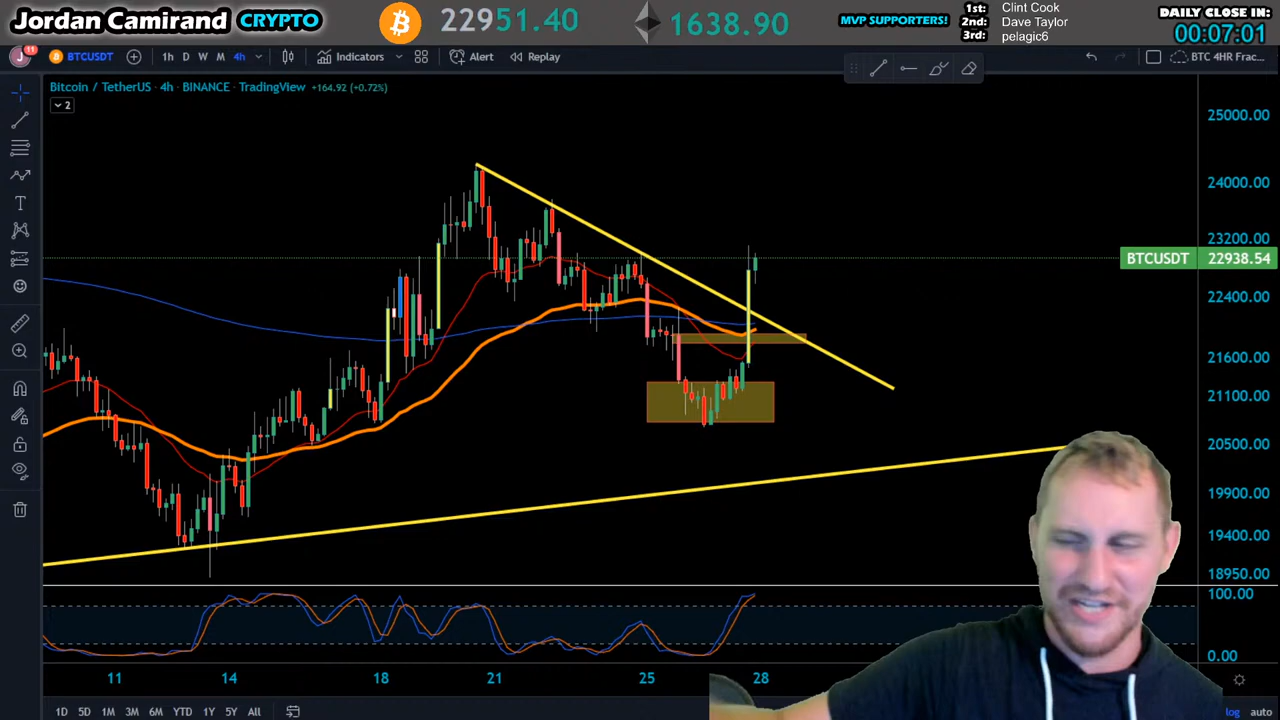 Jordan Camirand CRYPTO
22951.40
1638.90
1st: Clint Cook
MVP SUPPORTERS! 2nd: Dave Taylor
3rd: pelagic6
DAILY CLOSE IN:
00:07:01
J 11 BTCUSDT 1h D W M 4h Indicators Alert Replay BTC 4HR Frac...
Bitcoin / TetherUS · 4h · BINANCE · TradingView +164.92 (+0.72%)
2
25000.00
24000.00
23200.00
BTCUSDT 22938.54
22400.00
21600.00
21100.00
20500.00
19900.00
19400.00
18950.00
100.00
0.00
11 14 18 21 25 28
1D 5D 1M 3M 6M YTD 1Y 5Y All log auto